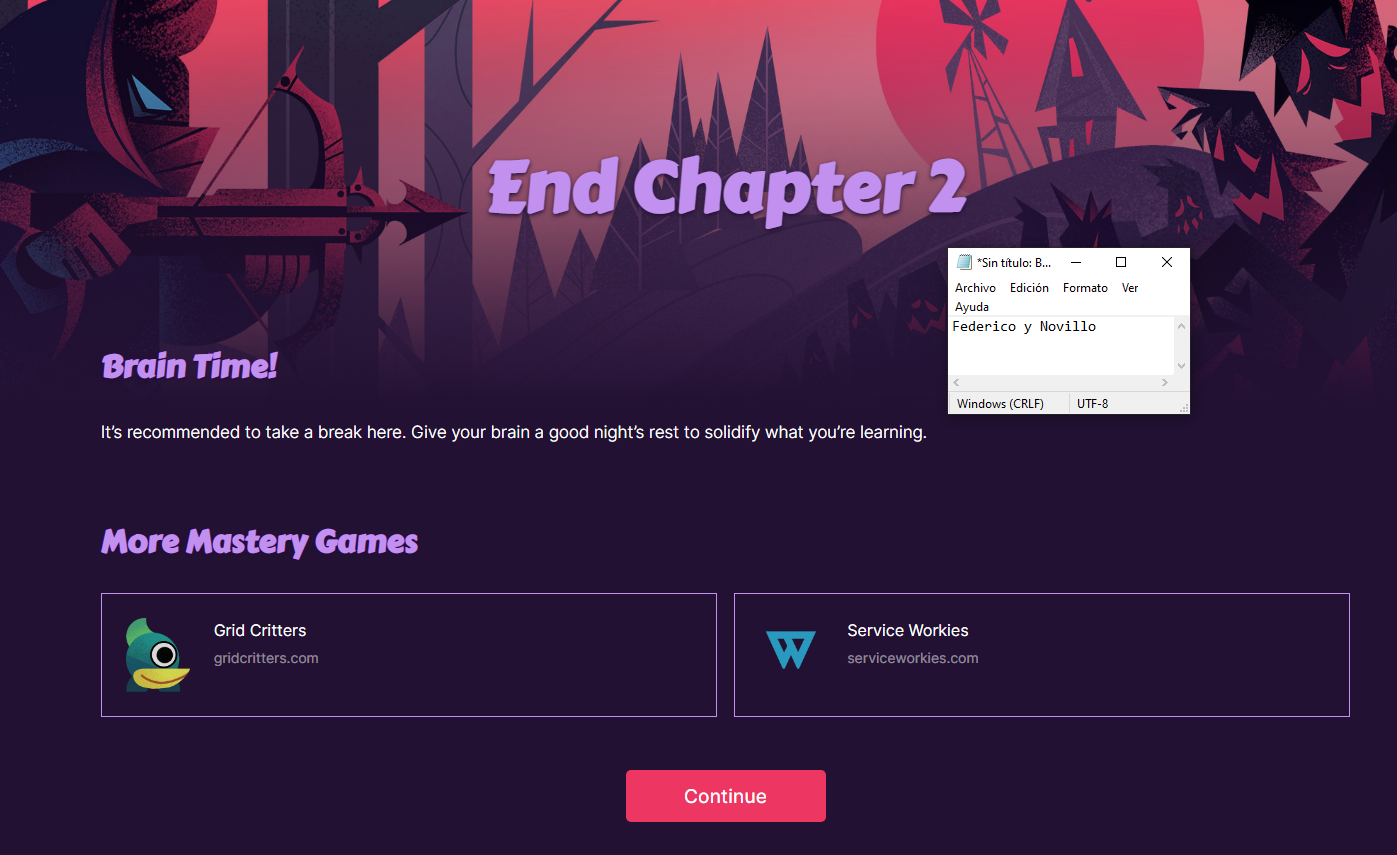 End Chapter 2
*Sin título: B...
Archivo Edición Formato Ver
Ayuda
Federico y Novillo
Windows (CRLF) UTF-8
Brain Time!
It’s recommended to take a break here. Give your brain a good night’s rest to solidify what you’re learning.
More Mastery Games
Grid Critters
gridcritters.com
W
Service Workies
serviceworkies.com
Continue